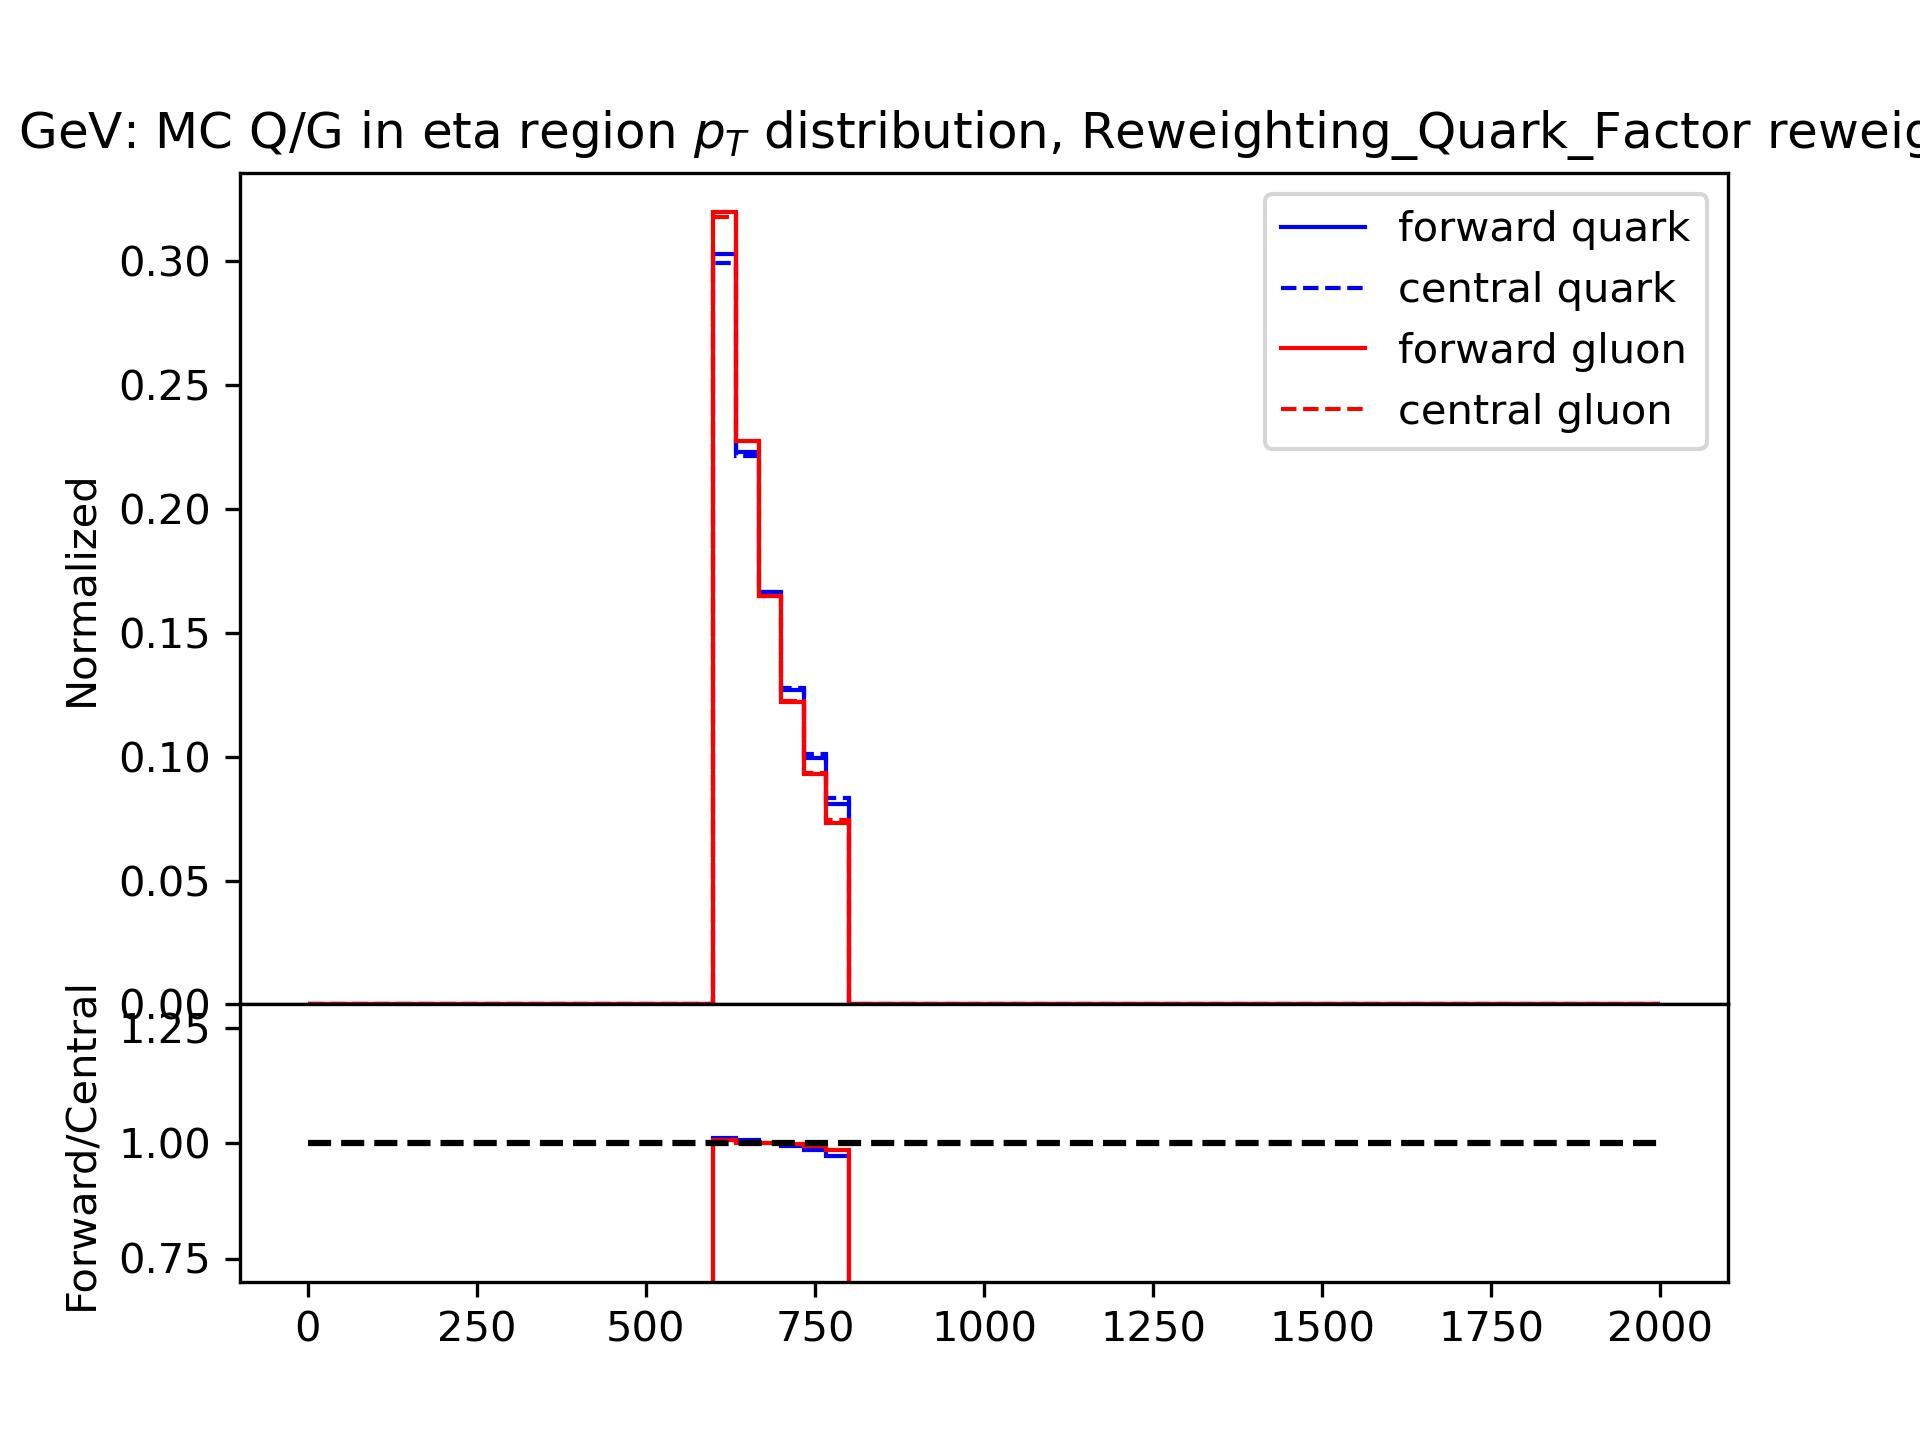 GeV: MC Q/G in eta region pT distribution, Reweighting_Quark_Factor reweig
forward quark
central quark
forward gluon
central gluon
Normalized
0.30
0.25
0.20
0.15
0.10
0.05
0.00
Forward/Central
1.25
1.00
0.75
0 250 500 750 1000 1250 1500 1750 2000